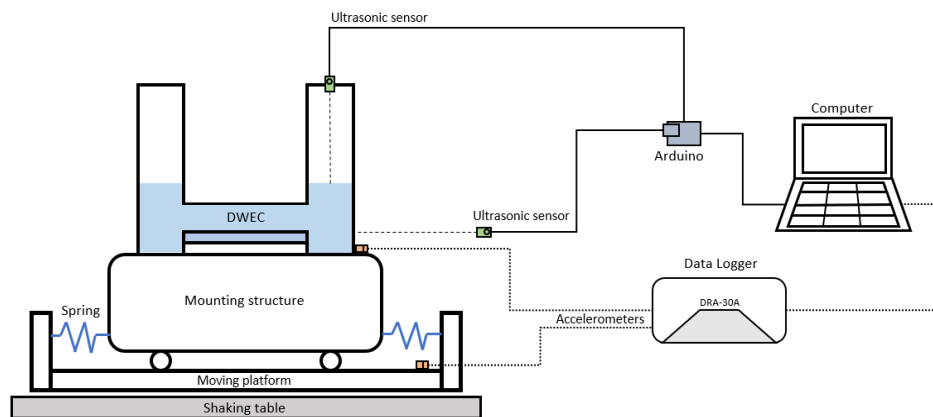 Ultrasonic sensor
Computer
Arduino
DWEC
Ultrasonic sensor
Data Logger
Mounting structure
DRA-30A
Spring
Accelerometers
Moving platform
Shaking table